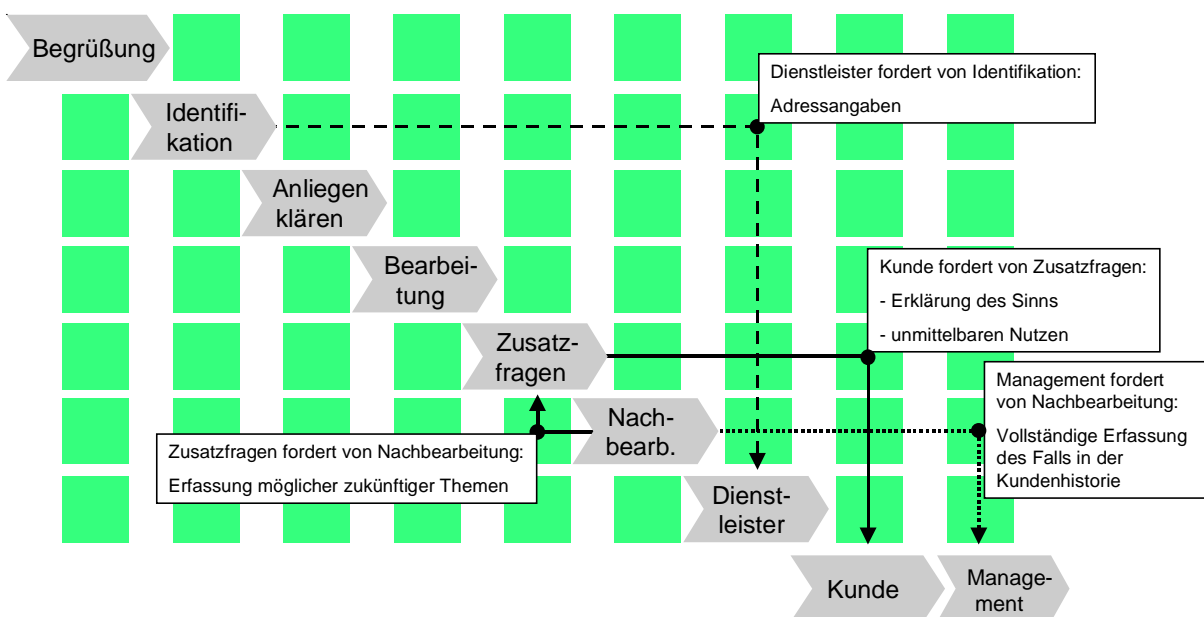 Begrüßung
Dienstleister fordert von Identifikation:
Adressangaben
Identifi-
kation
Anliegen
klären
Bearbei-
tung
Kunde fordert von Zusatzfragen:
- Erklärung des Sinns
- unmittelbaren Nutzen
Zusatz-
fragen
Management fordert
von Nachbearbeitung:
Vollständige Erfassung
des Falls in der
Kundenhistorie
Nach-
bearb.
Zusatzfragen fordert von Nachbearbeitung:
Erfassung möglicher zukünftiger Themen
Dienst-
leister
Kunde
Manage-
ment